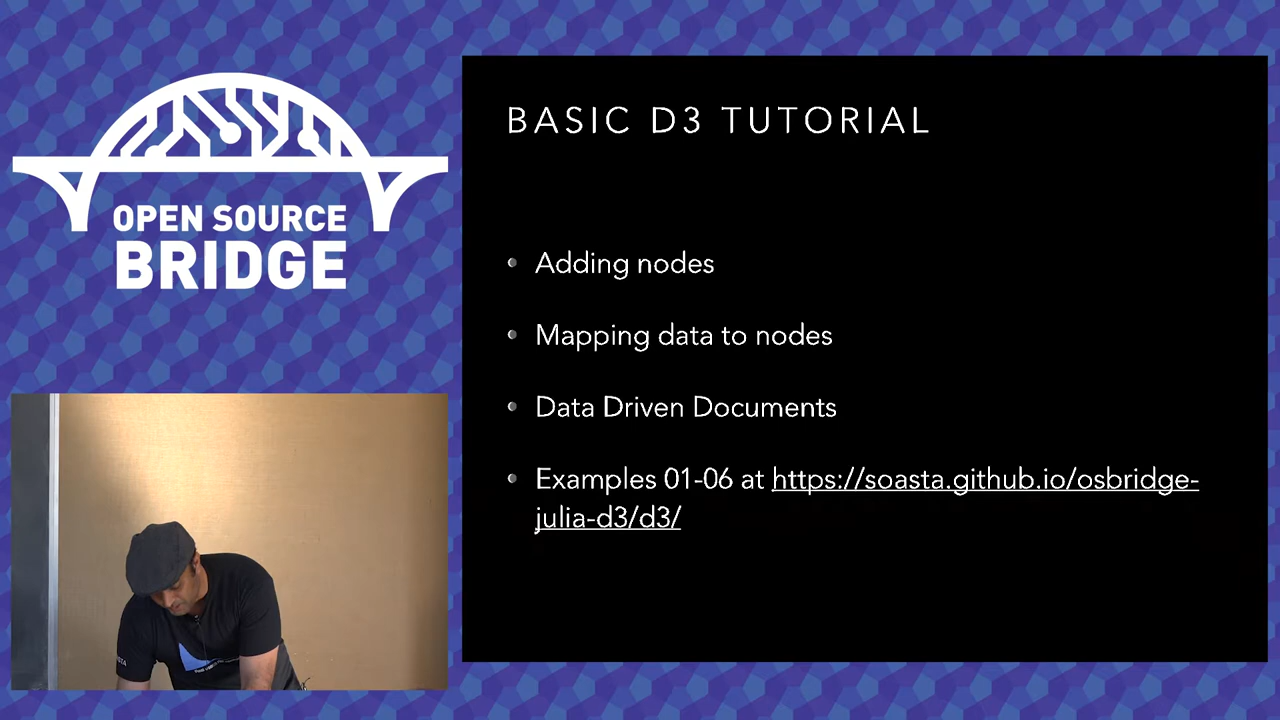 OPEN SOURCE
BRIDGE
BASIC D3 TUTORIAL
Adding nodes
Mapping data to nodes
Data Driven Documents
Examples 01-06 at https://soasta.github.io/osbridge-
julia-d3/d3/